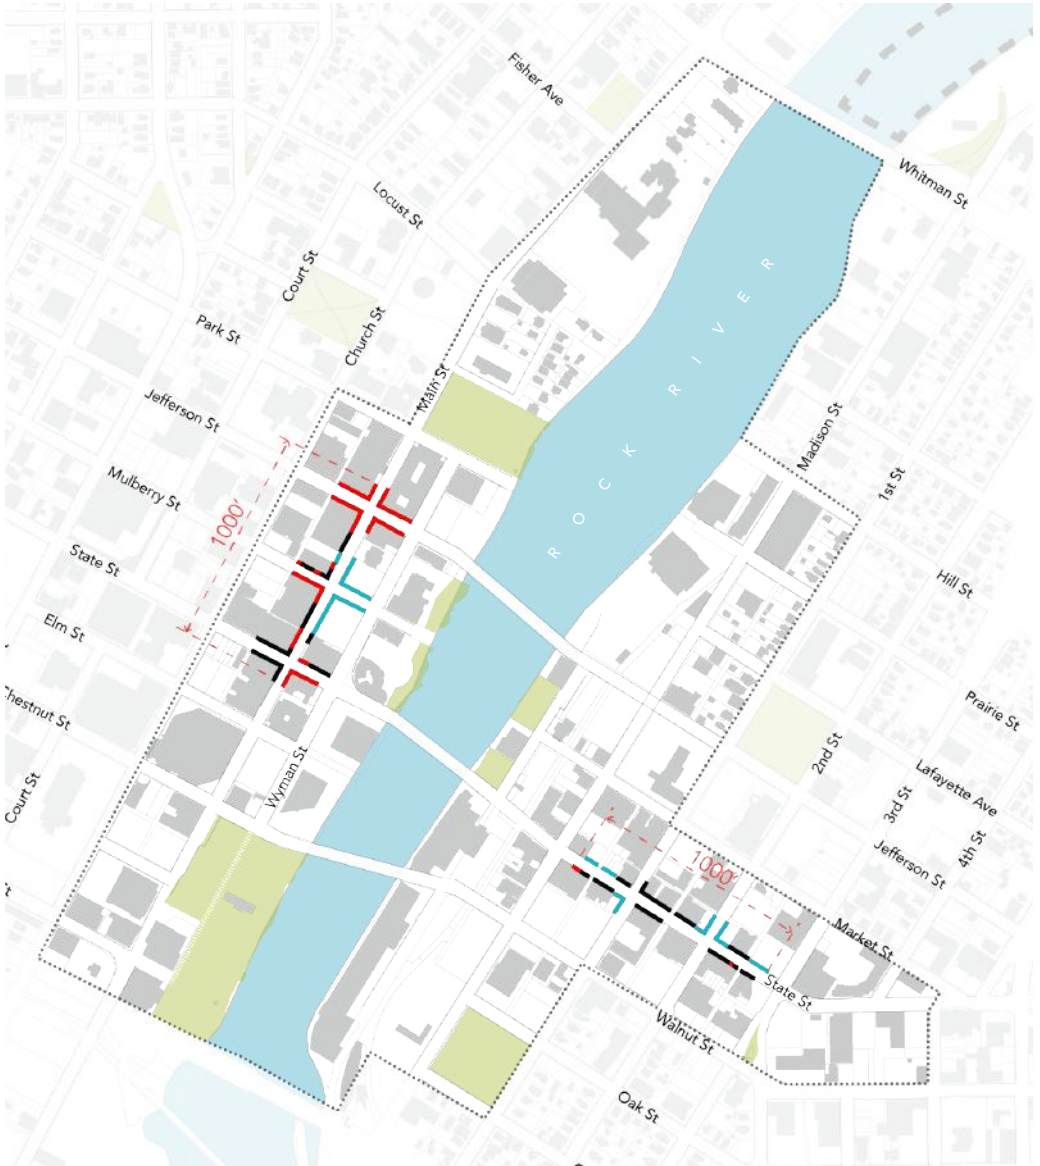 Fisher Ave
Whitman St
Locust St
Court St
Church St
Park St
Main St
Jefferson St
Mulberry St
State St
Elm St
Chestnut St
Court St
Wyman St
1000'
ROCK RIVER
Madison St
1st St
Hill St
Prairie St
2nd St
Lafayette Ave
3rd St
4th St
Jefferson St
1000'
Market St
State St
Walnut St
Oak St